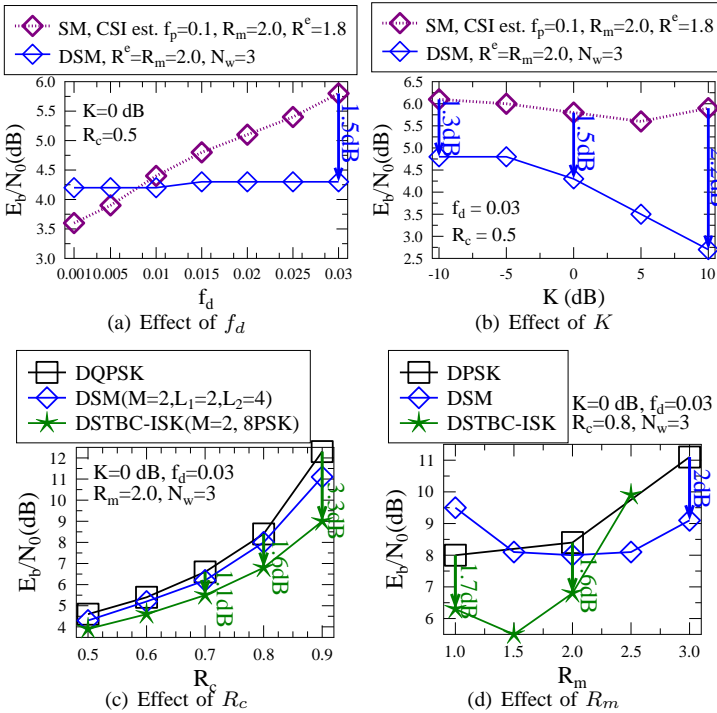 SM, CSI est. f_p=0.1, R_m=2.0, R^e=1.8
DSM, R^e=R_m=2.0, N_w=3
6.0
5.5
5.0
4.5
4.0
3.5
3.0
E_b/N_0(dB)
K=0 dB
R_c=0.5
1.5dB
0.001 0.005 0.01 0.015 0.02 0.025 0.03
f_d
(a) Effect of f_d
SM, CSI est. f_p=0.1, R_m=2.0, R^e=1.8
DSM, R^e=R_m=2.0, N_w=3
6.5
6.0
5.5
5.0
4.5
4.0
3.5
3.0
2.5
E_b/N_0(dB)
1.3dB
1.5dB
f_d = 0.03
R_c = 0.5
-10 -5 0 5 10
K (dB)
(b) Effect of K
DQPSK
DSM(M=2,L_1=2,L_2=4)
DSTBC-ISK(M=2, 8PSK)
12
11
10
9
8
7
6
5
4
E_b/N_0(dB)
K=0 dB, f_d=0.03
R_m=2.0, N_w=3
1.1dB
1.6dB
3.3dB
0.5 0.6 0.7 0.8 0.9
R_c
(c) Effect of R_c
DPSK
DSM
DSTBC-ISK
K=0 dB, f_d=0.03
R_c=0.8, N_w=3
11
10
9
8
7
6
E_b/N_0(dB)
1.7dB
1.6dB
2dB
1.0 1.5 2.0 2.5 3.0
R_m
(d) Effect of R_m